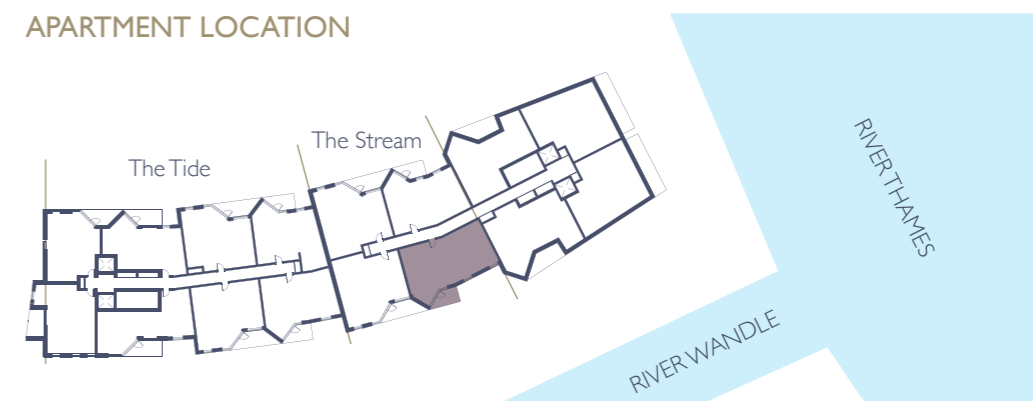 APARTMENT LOCATION
The Tide
The Stream
RIVER THAMES
RIVER WANDLE